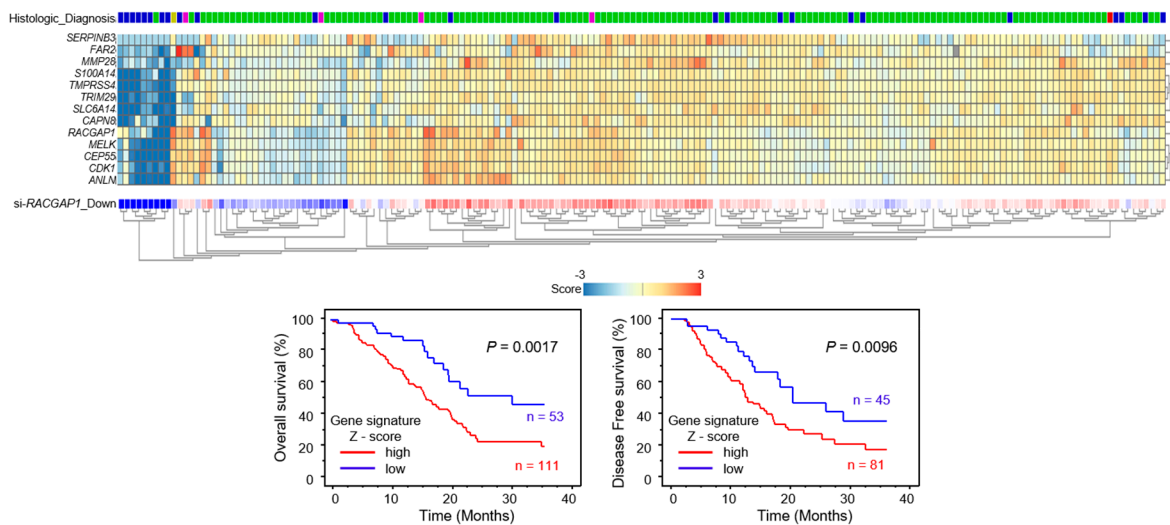 Histologic_Diagnosis
SERPINB3
FAR2
MMP28
S100A14
TMPRSS4
TRIM29
SLC6A14
CAPN8
RACGAP1
MELK
CEP55
CDK1
ANLN
si-RACGAP1_Down
-3 3
Score
100
80
60
40
20
0
Overall survival (%)
P = 0.0017
n = 53
Gene signature
Z - score
high
low
n = 111
0 10 20 30 40
Time (Months)
100
80
60
40
20
0
Disease Free survival (%)
P = 0.0096
n = 45
Gene signature
Z - score
high
low
n = 81
0 10 20 30 40
Time (Months)